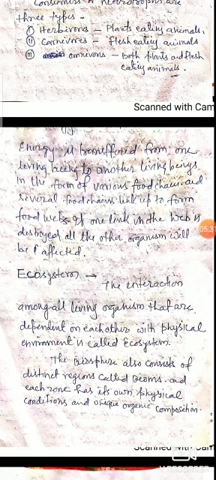 Consumers or heterotrophs are
three types -
(i) Herbivores - Plants eating animals.
(ii) Carnivores - Flesh eating animals
(iii) omnivores - both plants and flesh
eating animals.
Scanned with Cam
Energy is transferred from one
living being to another living beings
in the form of various food chains and
several food chains link up to form
food webs if one link in the web is
destroyed all the other organism will
be affected.
05:31
Ecosystem →
The interaction
among all living organism that are
dependent on each other with physical
environment is called Ecosystem.
The biosphere also consists of
distinct regions called Beoms. and
each zone has its own physical
conditions and unique organic composition.
Scanned with Cam